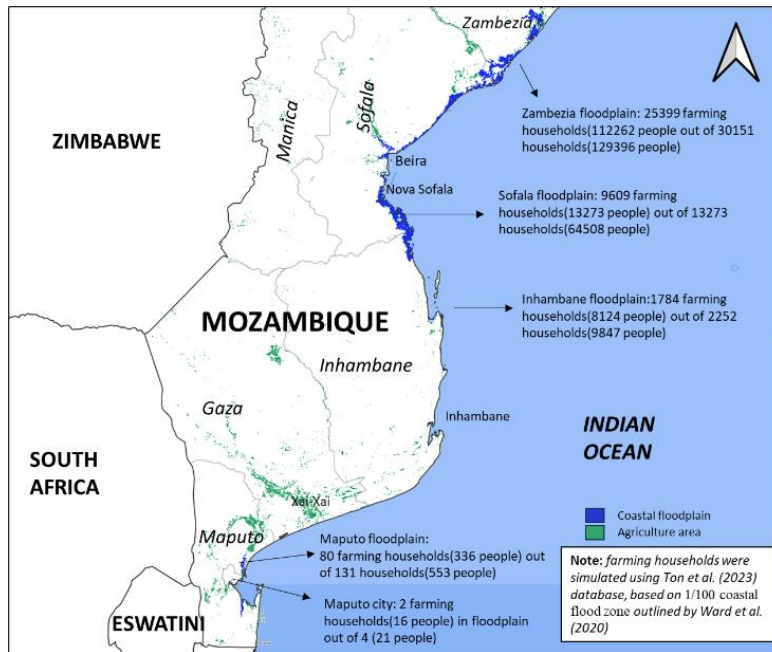 Zambezia
Zambezia floodplain: 25399 farming
households(112262 people out of 30151
households(129396 people)
ZIMBABWE
Manica
Sofala
Beira
Nova Sofala
Sofala floodplain: 9609 farming
households(13273 people) out of 13273
households(64508 people)
MOZAMBIQUE
Inhambane floodplain:1784 farming
households(8124 people) out of 2252
households(9847 people)
Inhambane
Gaza
Inhambane
INDIAN
OCEAN
SOUTH
AFRICA
Xai-Xai
Maputo
Coastal floodplain
Agriculture area
Maputo floodplain:
80 farming households(336 people) out
of 131 households(553 people)
Maputo city: 2 farming
households(16 people) in floodplain
out of 4 (21 people)
Note: farming households were
simulated using Ton et al. (2023)
database, based on 1/100 coastal
flood zone outlined by Ward et al.
(2020)
ESWATINI